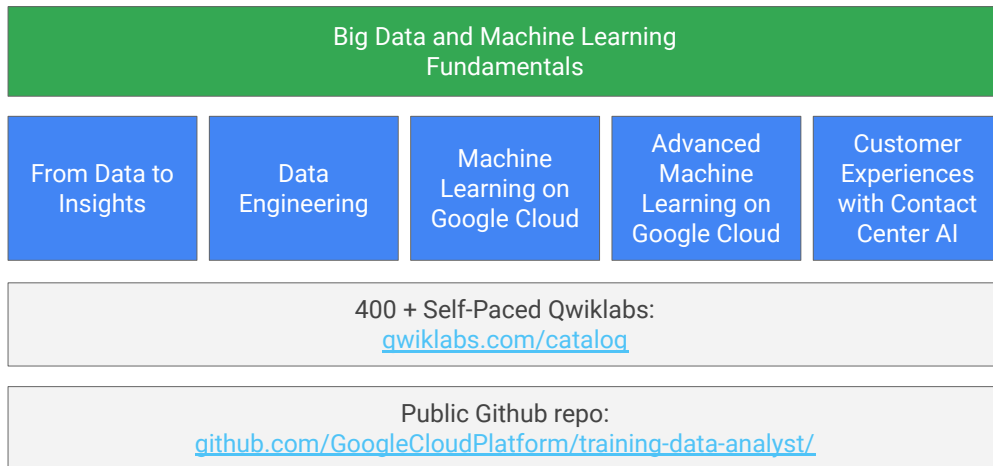 Big Data and Machine Learning
Fundamentals
From Data to
Insights
Data
Engineering
Machine
Learning on
Google Cloud
Advanced
Machine
Learning on
Google Cloud
Customer
Experiences
with Contact
Center AI
400 + Self-Paced Qwiklabs:
qwiklabs.com/catalog
Public Github repo:
github.com/GoogleCloudPlatform/training-data-analyst/